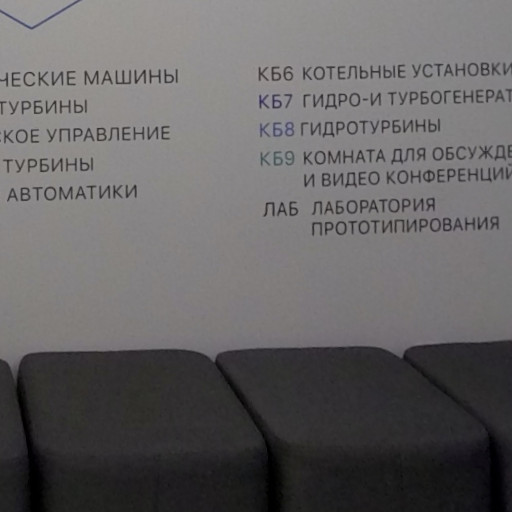 ЧЕСКИЕ МАШИНЫ
ТУРБИНЫ
СКОЕ УПРАВЛЕНИЕ
ТУРБИНЫ
АВТОМАТИКИ
КБ6 КОТЕЛЬНЫЕ УСТАНОВКИ
КБ7 ГИДРО-И ТУРБОГЕНЕРАТ
КБ8 ГИДРОТУРБИНЫ
КБ9 КОМНАТА ДЛЯ ОБСУЖДЕ
И ВИДЕО КОНФЕРЕНЦИЙ
ЛАБ ЛАБОРАТОРИЯ
ПРОТОТИПИРОВАНИЯ